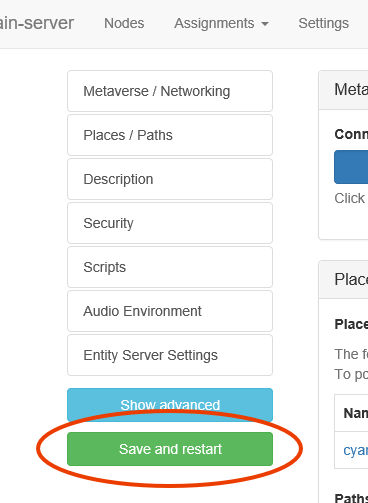 ain-server Nodes Assignments Settings
Metaverse / Networking
Places / Paths
Description
Security
Scripts
Audio Environment
Entity Server Settings
Show advanced
Save and restart
Meta
Conn
Click
Place
Place
The fo
To po
Nam
cyan
Paths